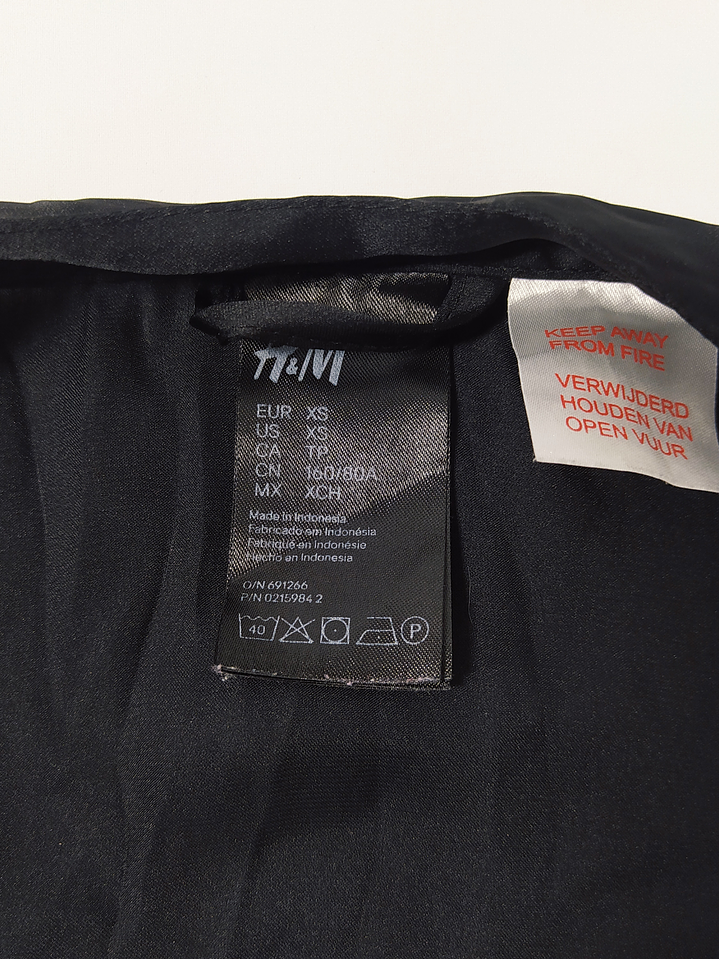 H&M
EUR XS
US XS
CA TP
CN 160/80A
MX XCH
Made in Indonesia
Fabricado em Indonésia
Fabriqué en Indonésie
Hecho en Indonesia
O/N 691266
P/N 0215984 2
40
P
KEEP AWAY
FROM FIRE
VERWIJDERD
HOUDEN VAN
OPEN VUUR